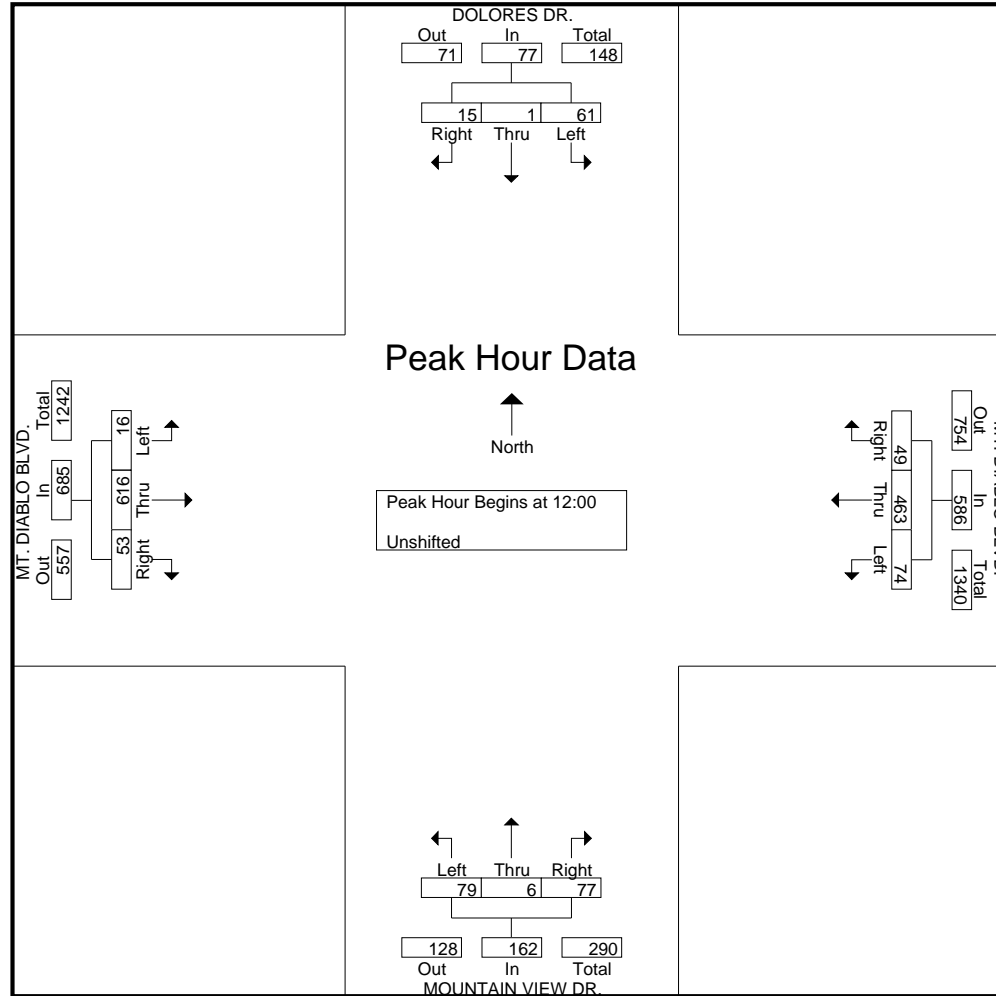 DOLORES DR.
Out In Total
71 77 148
15 1 61
Right Thru Left
Peak Hour Data
North
Peak Hour Begins at 12:00
Unshifted
MT. DIABLO BLVD.
Out In Total
557 685 1242
16 616 53
Left Thru Right
Out In Total
754 586 1340
49 463 74
Right Thru Left
Left Thru Right
79 6 77
128 162 290
Out In Total
MOUNTAIN VIEW DR.